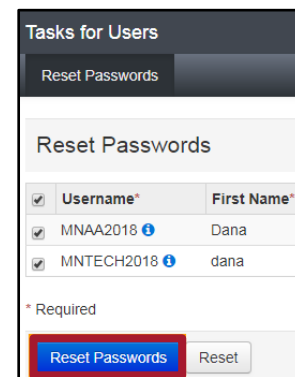 Tasks for Users
Reset Passwords
Reset Passwords
Username* First Name*
MNAA2018 Dana
MNTECH2018 dana
* Required
Reset Passwords Reset